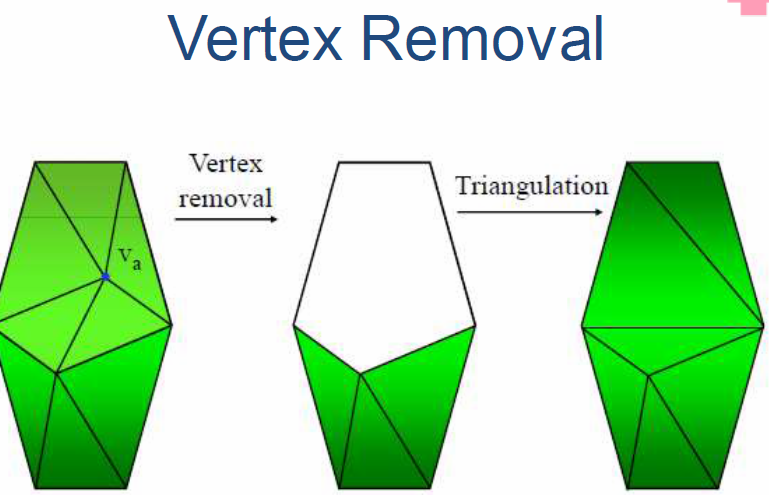 Vertex Removal
Vertex
removal
Triangulation
va